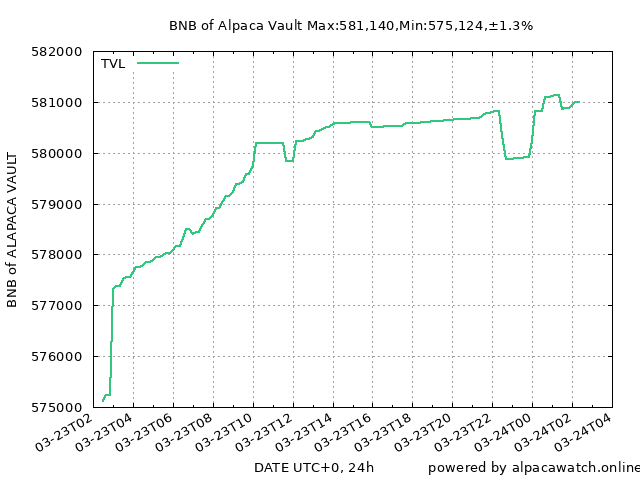 BNB of Alpaca Vault Max:581,140,Min:575,124,±1.3%
582000
TVL
581000
580000
579000
578000
577000
576000
575000
BNB of ALAPACA VAULT
03-23T02
03-23T04
03-23T06
03-23T08
03-23T10
03-23T12
03-23T14
03-23T16
03-23T18
03-23T20
03-23T22
03-24T00
03-24T02
03-24T04
DATE UTC+0, 24h
powered by alpacawatch.online